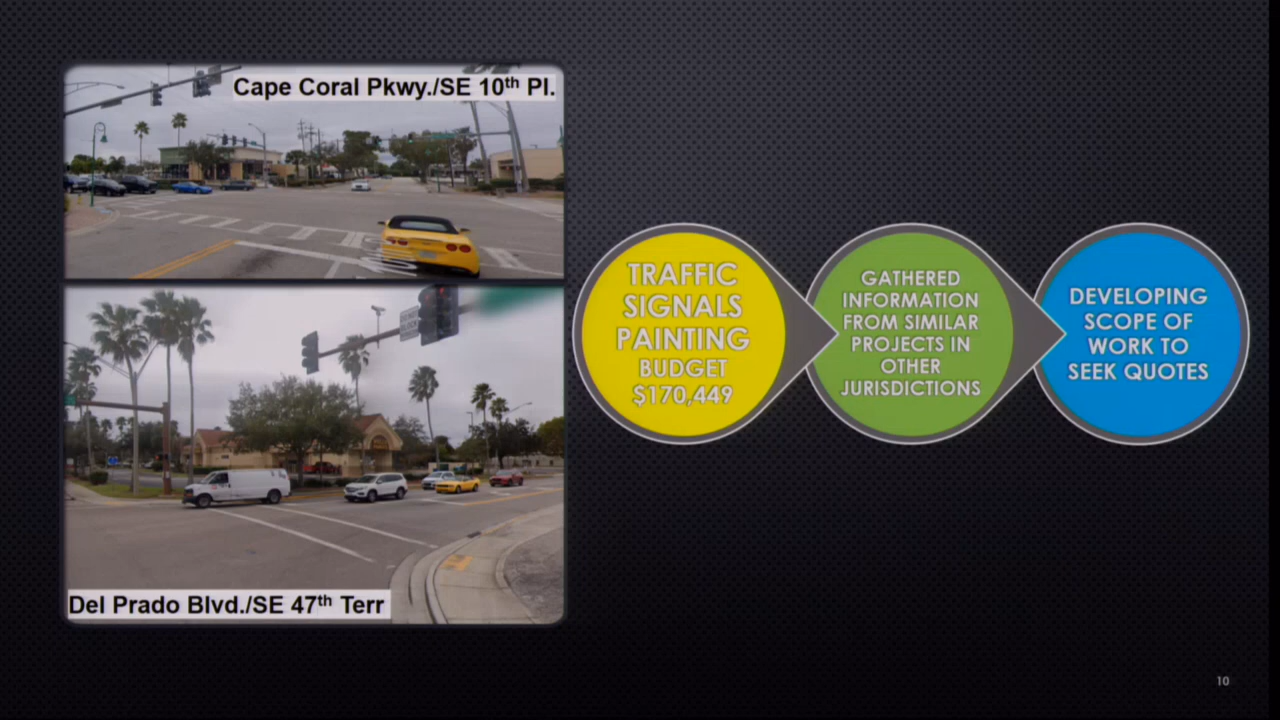 Cape Coral Pkwy./SE 10th Pl.
Del Prado Blvd./SE 47th Terr
TRAFFIC
SIGNALS
PAINTING
BUDGET
$170,449
GATHERED
INFORMATION
FROM SIMILAR
PROJECTS IN
OTHER
JURISDICTIONS
DEVELOPING
SCOPE OF
WORK TO
SEEK QUOTES
10